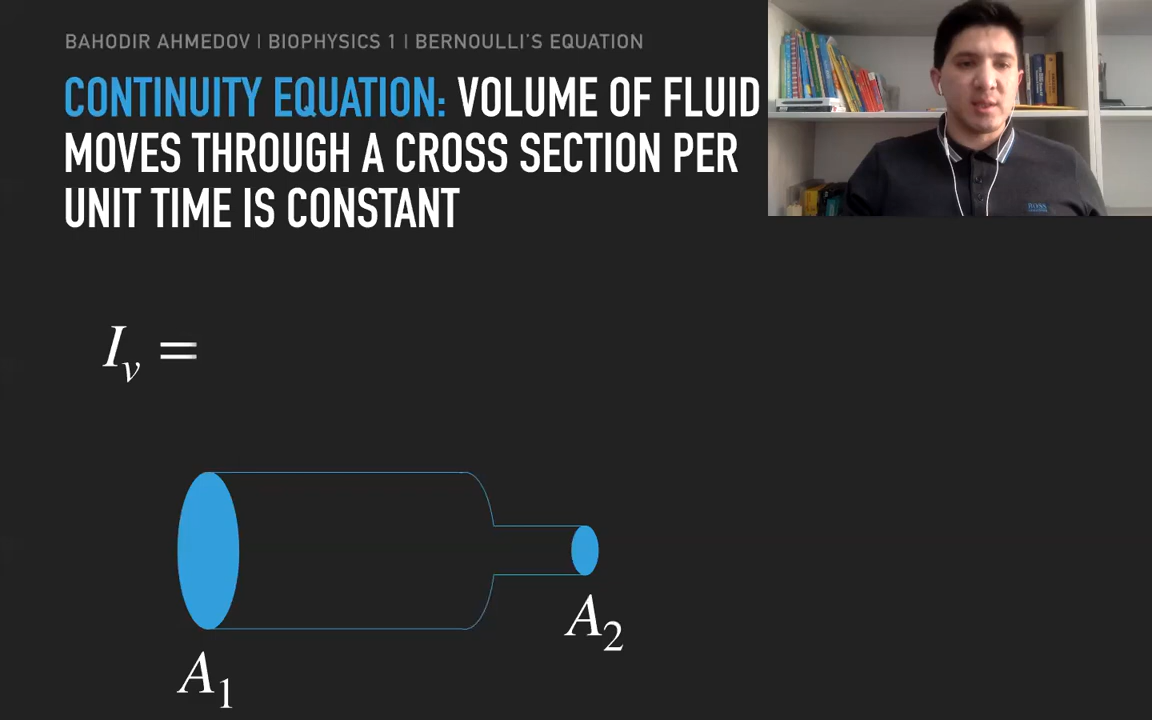 BAHODIR AHMEDOV | BIOPHYSICS 1 | BERNOULLI'S EQUATION
CONTINUITY EQUATION: VOLUME OF FLUID
MOVES THROUGH A CROSS SECTION PER
UNIT TIME IS CONSTANT
BOSS
I_v =
A_2
A_1